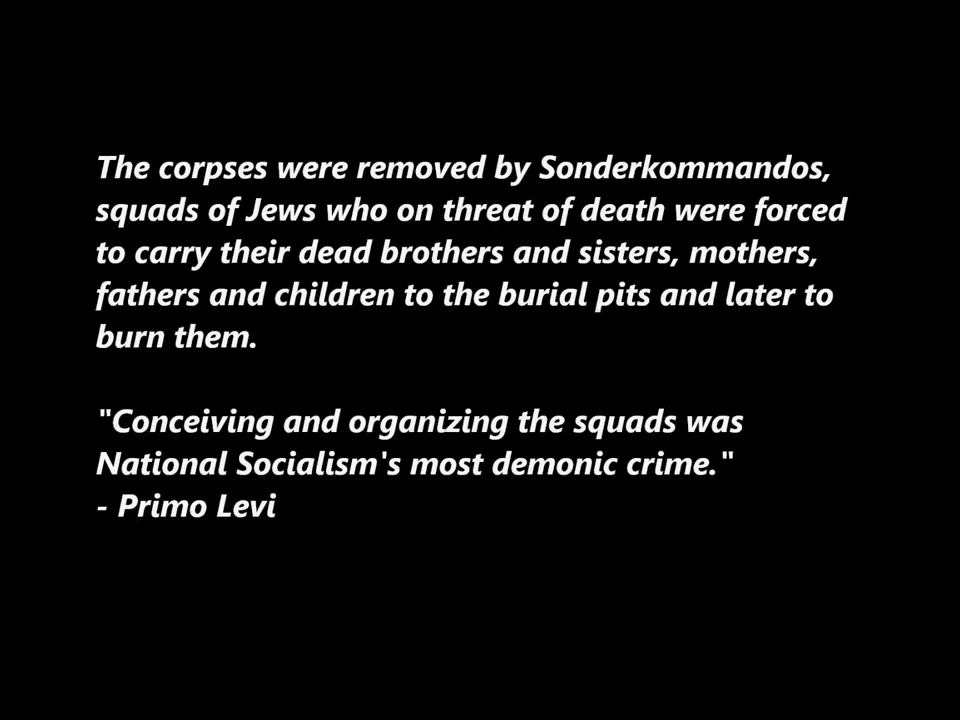 The corpses were removed by Sonderkommandos,
squads of Jews who on threat of death were forced
to carry their dead brothers and sisters, mothers,
fathers and children to the burial pits and later to
burn them.
"Conceiving and organizing the squads was
National Socialism's most demonic crime."
- Primo Levi